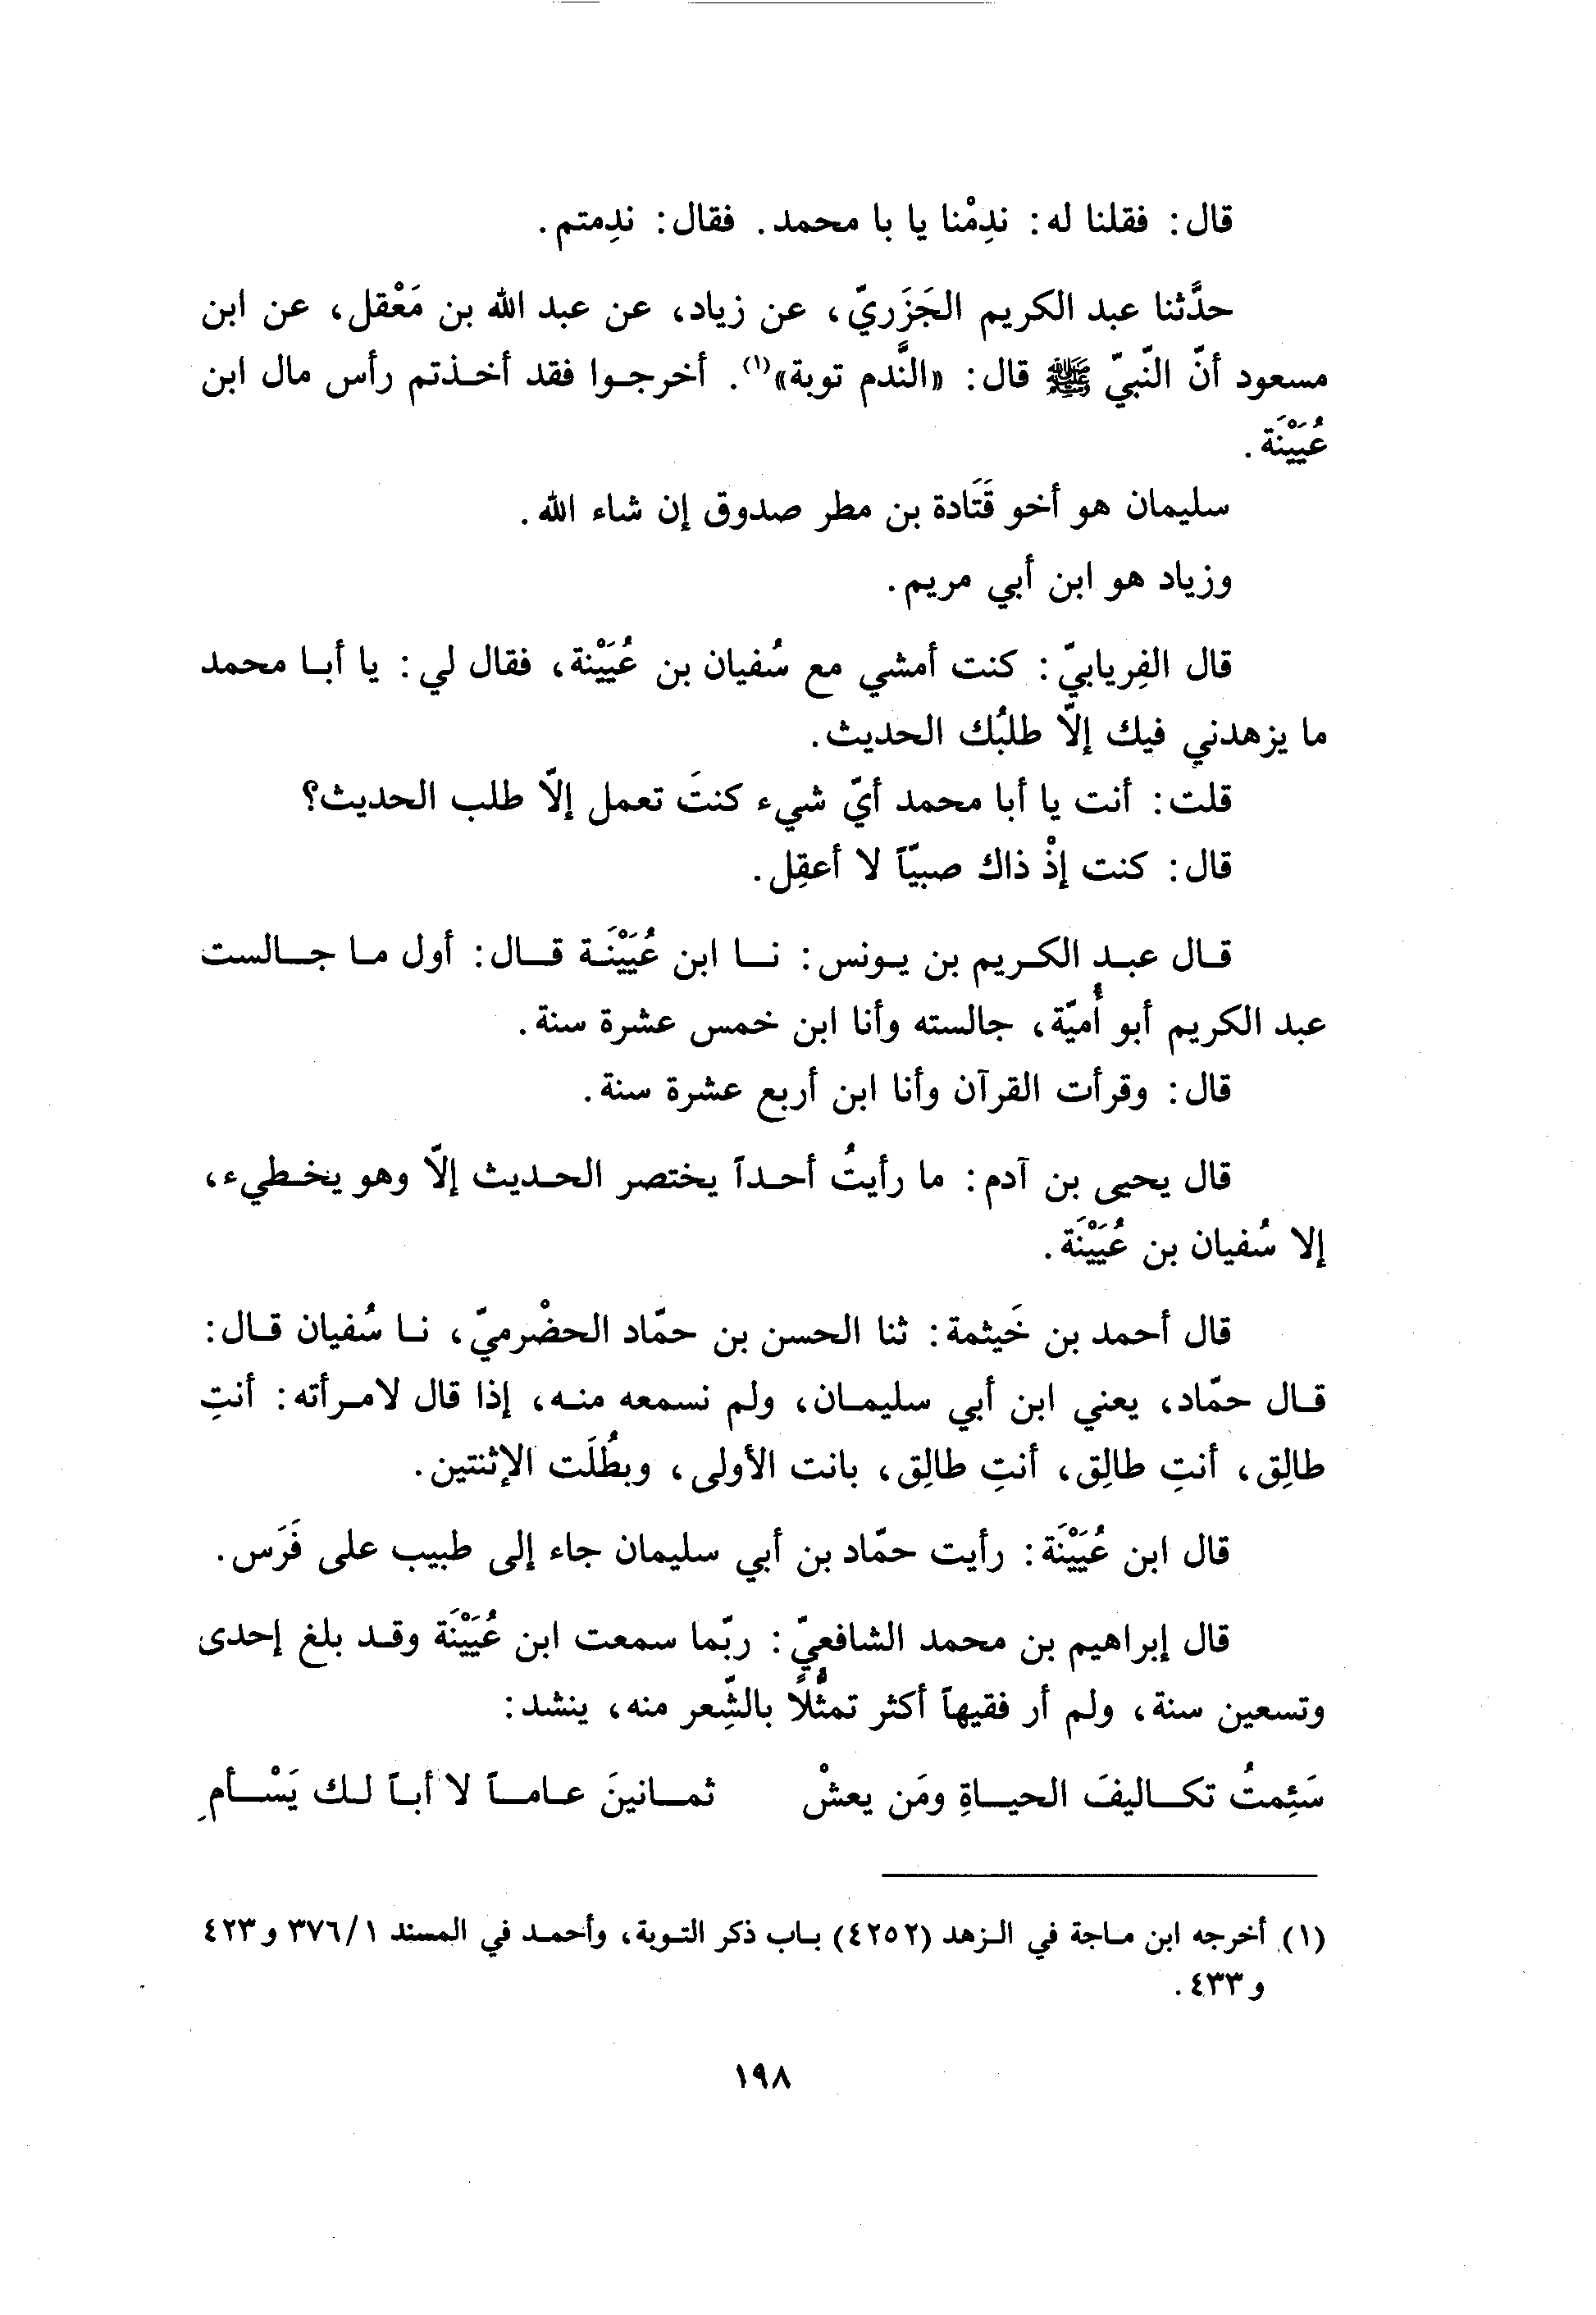 قال: فقلنا له: ندِمْنا يا با محمد. فقال: ندِمتم.
حدَّثنا عبد الكريم الجَزَريّ، عن زياد، عن عبد الله بن مَعْقل، عن ابن
مسعود أنّ النّبيّ ﷺ قال: «النَّدم توبة»(١). أخرجوا فقد أخذتم رأس مال ابن
عُيَيْنَة.
سليمان هو أخو قَتَادة بن مطر صدوق إن شاء الله.
وزياد هو ابن أبي مريم.
قال الفِريابيّ: كنت أمشي مع سُفيان بن عُيَيْنة، فقال لي: يا أبا محمد
ما يزهدني فيك إلّا طلبُك الحديث.
قلت: أنت يا أبا محمد أيّ شيء كنتَ تعمل إلّا طلب الحديث؟
قال: كنت إذْ ذاك صبيّاً لا أعقِل.
قال عبد الكريم بن يونس: نا ابن عُيَيْنَة قال: أول ما جالست
عبد الكريم أبو أُميّة، جالسته وأنا ابن خمس عشرة سنة.
قال: وقرأت القرآن وأنا ابن أربع عشرة سنة.
قال يحيى بن آدم: ما رأيتُ أحداً يختصر الحديث إلّا وهو يخطيء،
إلا سُفيان بن عُيَيْنَة.
قال أحمد بن خَيثمة: ثنا الحسن بن حمّاد الحضْرميّ، نا سُفيان قال:
قال حمّاد، يعني ابن أبي سليمان، ولم نسمعه منه، إذا قال لامرأته: أنتِ
طالِق، أنتِ طالِق، أنتِ طالِق، بانت الأولى، وبطُلَت الإثنتين.
قال ابن عُيَيْنَة: رأيت حمّاد بن أبي سليمان جاء إلى طبيب على فَرَس.
قال إبراهيم بن محمد الشافعيّ: ربّما سمعت ابن عُيَيْنَة وقد بلغ إحدى
وتسعين سنة، ولم أر فقيهاً أكثر تمثُّلاً بالشِّعر منه، ينشد:
سَئِمتُ تكاليفَ الحياةِ ومَن يعشْ ثمانينَ عاماً لا أباً لك يَسْأمِ
(١) أخرجه ابن ماجة في الزهد (٤٢٥٢) باب ذكر التوبة، وأحمد في المسند ٣٧٦/١ و٤٢٣
و٤٣٣.
١٩٨